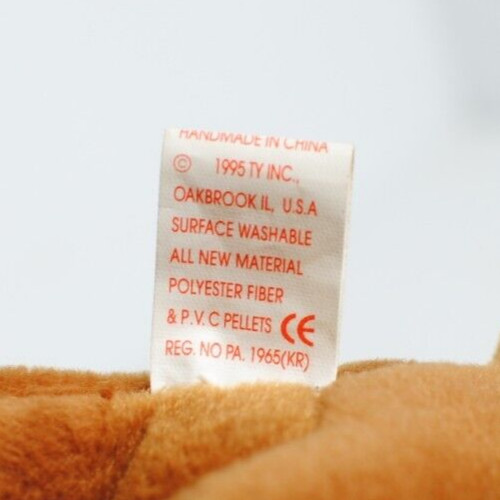 HANDMADE IN CHINA
© 1995 TY INC.,
OAKBROOK IL, U.S.A
SURFACE WASHABLE
ALL NEW MATERIAL
POLYESTER FIBER
& P.V.C PELLETS CE
REG. NO PA. 1965(KR)